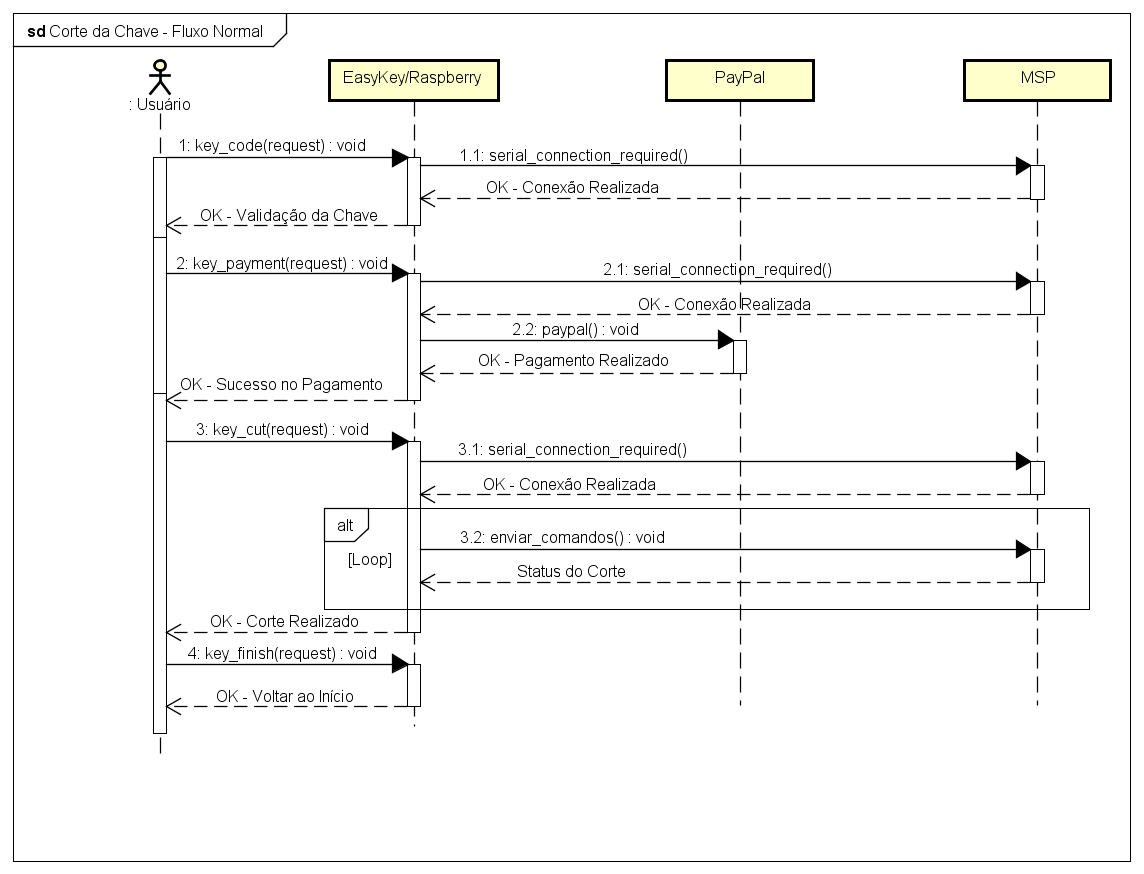 sd Corte da Chave - Fluxo Normal
: Usuário
EasyKey/Raspberry
PayPal
MSP
1: key_code(request) : void
1.1: serial_connection_required()
OK - Conexão Realizada
OK - Validação da Chave
2: key_payment(request) : void
2.1: serial_connection_required()
OK - Conexão Realizada
2.2: paypal() : void
OK - Pagamento Realizado
OK - Sucesso no Pagamento
3: key_cut(request) : void
3.1: serial_connection_required()
OK - Conexão Realizada
alt
3.2: enviar_comandos() : void
[Loop]
Status do Corte
OK - Corte Realizado
4: key_finish(request) : void
OK - Voltar ao Início